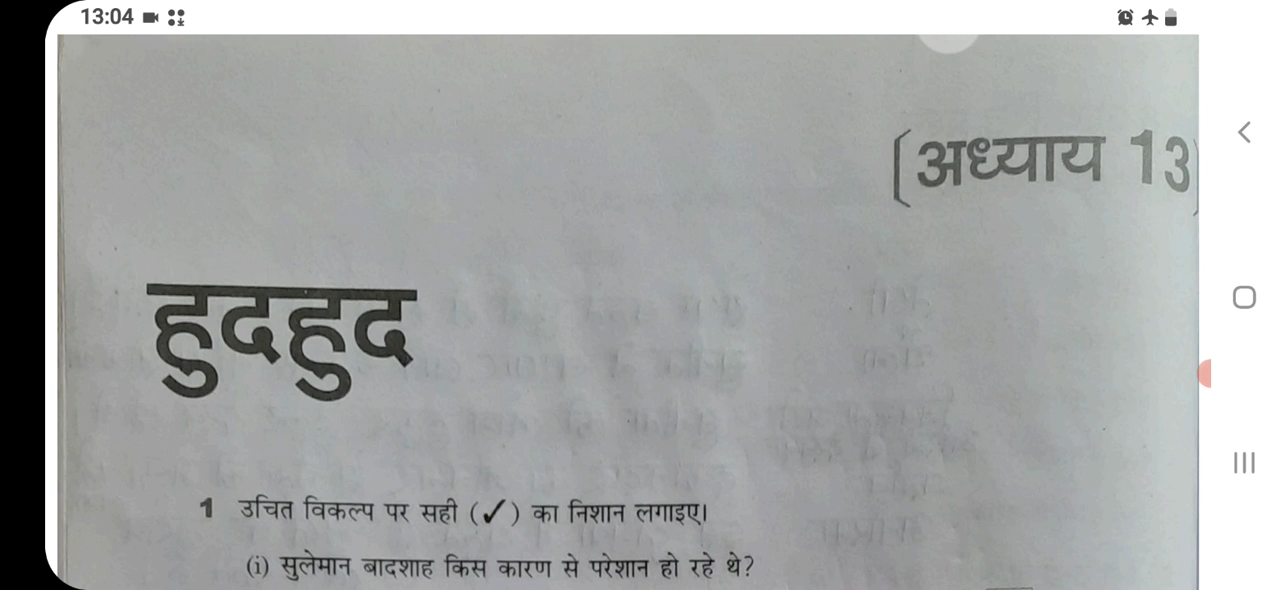 13:04
(अध्याय 13)
हुदहुद
1 उचित विकल्प पर सही (✓) का निशान लगाइए।
(i) सुलेमान बादशाह किस कारण से परेशान हो रहे थे?